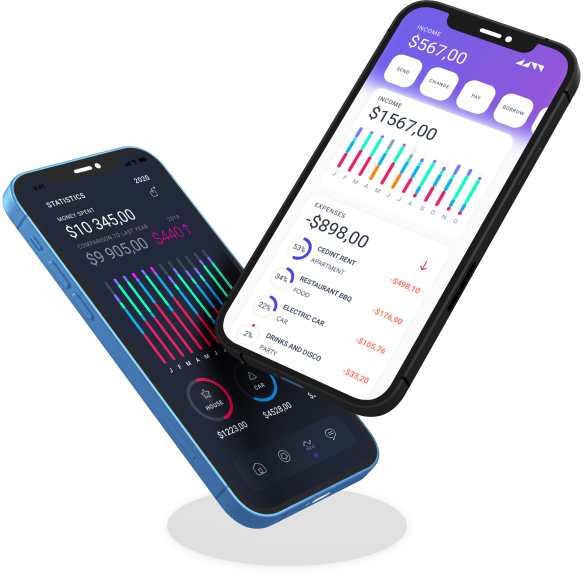 INCOME
$567,00
SEND
CHANGE
PAY
BORROW
INCOME
$1567,00
J F M A M J J A S O N D
EXPENSES
-$898,00
53% CEDINT RENT -$498,10
APARTMENT
34% RESTAURANT BBQ -$176,90
FOOD
22% ELECTRIC CAR -$105,76
CAR
2% DRINKS AND DISCO -$33,20
PARTY
9:41
STATISTICS 2020
MONEY SPENT
$10 345,00
COMPARISON TO LAST YEAR 2019
$9 905,00 $440↑
J F M A M J
HOUSE
CAR
$1223,00
$4528,00